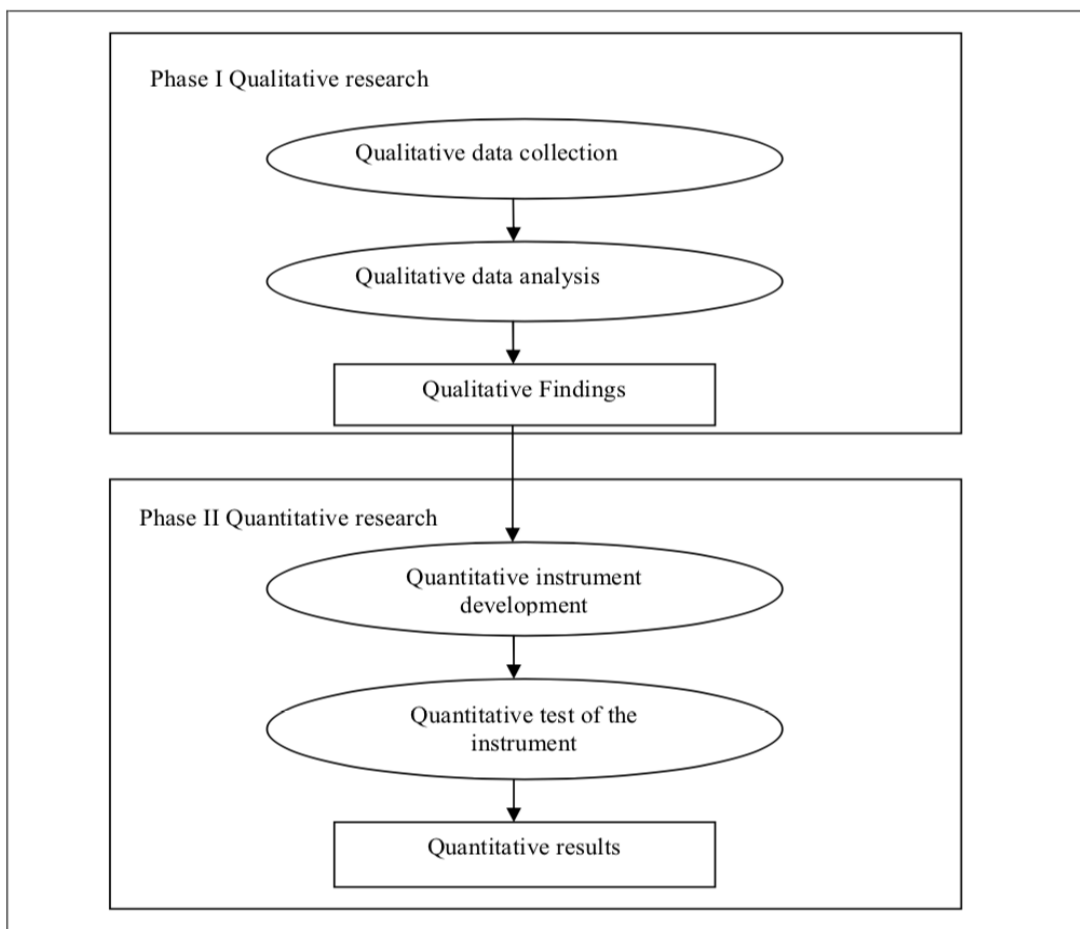 Phase I Qualitative research
Qualitative data collection
Qualitative data analysis
Qualitative Findings
Phase II Quantitative research
Quantitative instrument
development
Quantitative test of the
instrument
Quantitative results